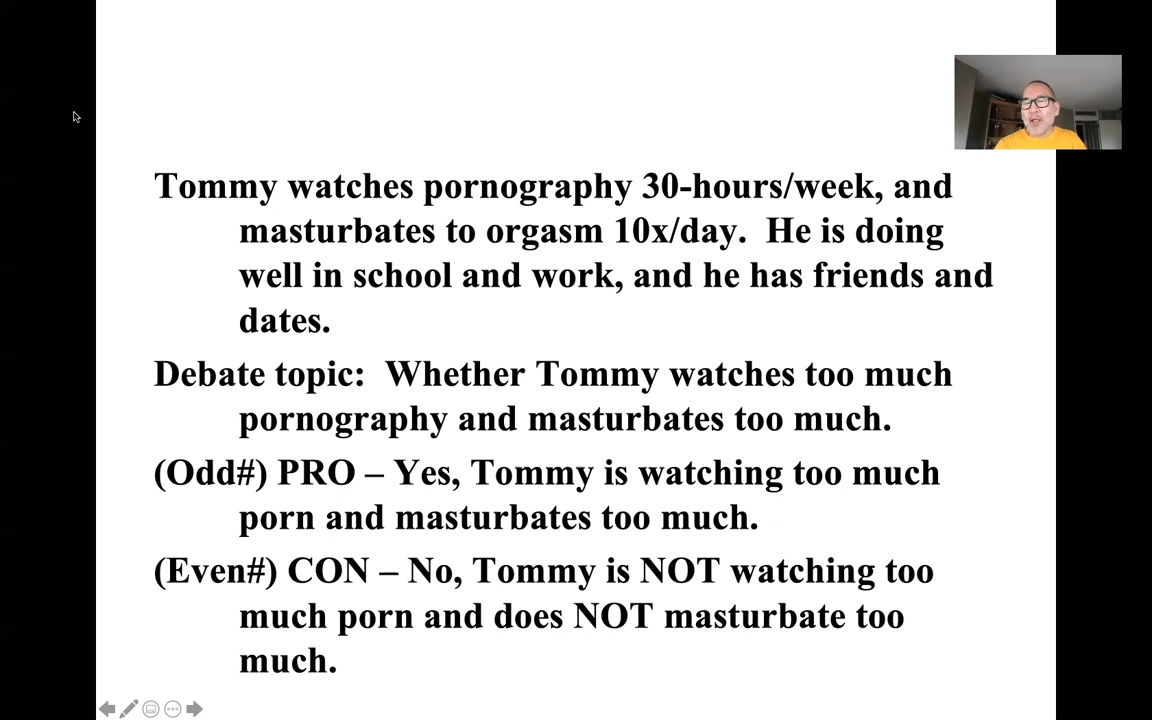 Tommy watches pornography 30-hours/week, and
masturbates to orgasm 10x/day.  He is doing
well in school and work, and he has friends and
dates.
Debate topic:  Whether Tommy watches too much
pornography and masturbates too much.
(Odd#) PRO – Yes, Tommy is watching too much
porn and masturbates too much.
(Even#) CON – No, Tommy is NOT watching too
much porn and does NOT masturbate too
much.